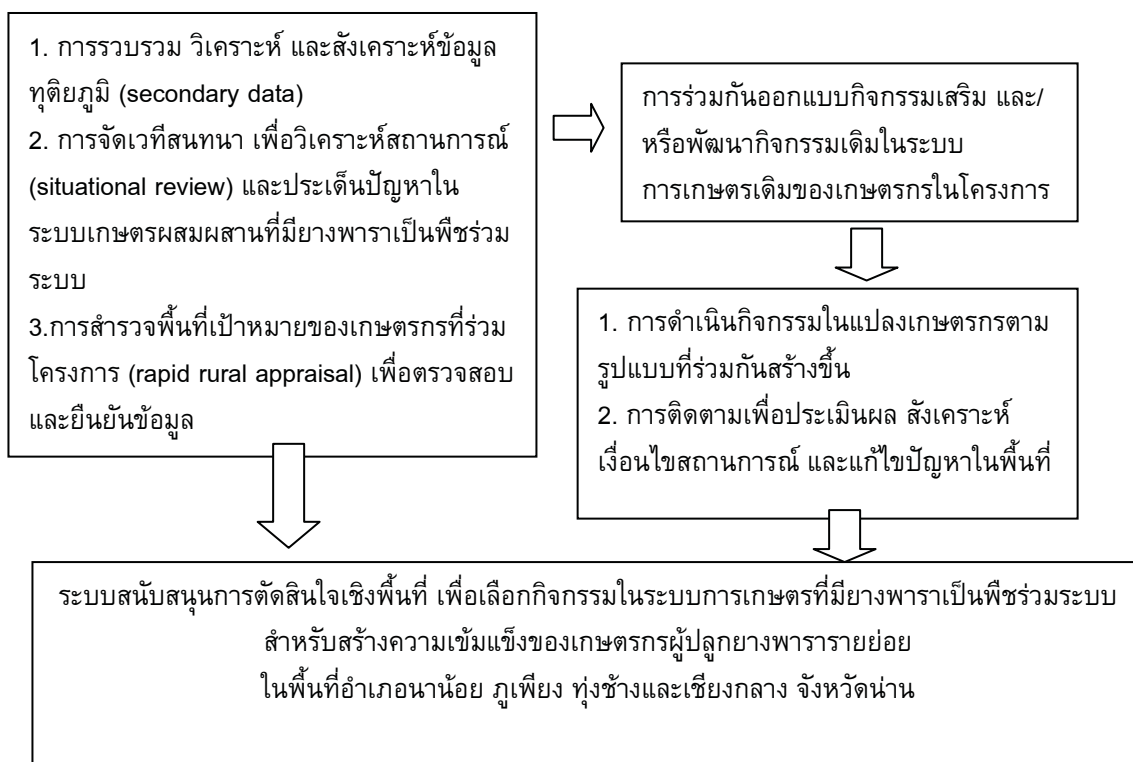 1. การรวบรวม วิเคราะห์ และสังเคราะห์ข้อมูล
ทุติยภูมิ (secondary data)
2. การจัดเวทีสนทนา เพื่อวิเคราะห์สถานการณ์
(situational review) และประเด็นปัญหาใน
ระบบเกษตรผสมผสานที่มียางพาราเป็นพืชร่วม
ระบบ
3.การสำรวจพื้นที่เป้าหมายของเกษตรกรที่ร่วม
โครงการ (rapid rural appraisal) เพื่อตรวจสอบ
และยืนยันข้อมูล
การร่วมกันออกแบบกิจกรรมเสริม และ/
หรือพัฒนากิจกรรมเดิมในระบบ
การเกษตรเดิมของเกษตรกรในโครงการ
1. การดำเนินกิจกรรมในแปลงเกษตรกรตาม
รูปแบบที่ร่วมกันสร้างขึ้น
2. การติดตามเพื่อประเมินผล สังเคราะห์
เงื่อนไขสถานการณ์ และแก้ไขปัญหาในพื้นที่
ระบบสนับสนุนการตัดสินใจเชิงพื้นที่ เพื่อเลือกกิจกรรมในระบบการเกษตรที่มียางพาราเป็นพืชร่วมระบบ
สำหรับสร้างความเข้มแข็งของเกษตรกรผู้ปลูกยางพารารายย่อย
ในพื้นที่อำเภอนาน้อย ภูเพียง ทุ่งช้างและเชียงกลาง จังหวัดน่าน